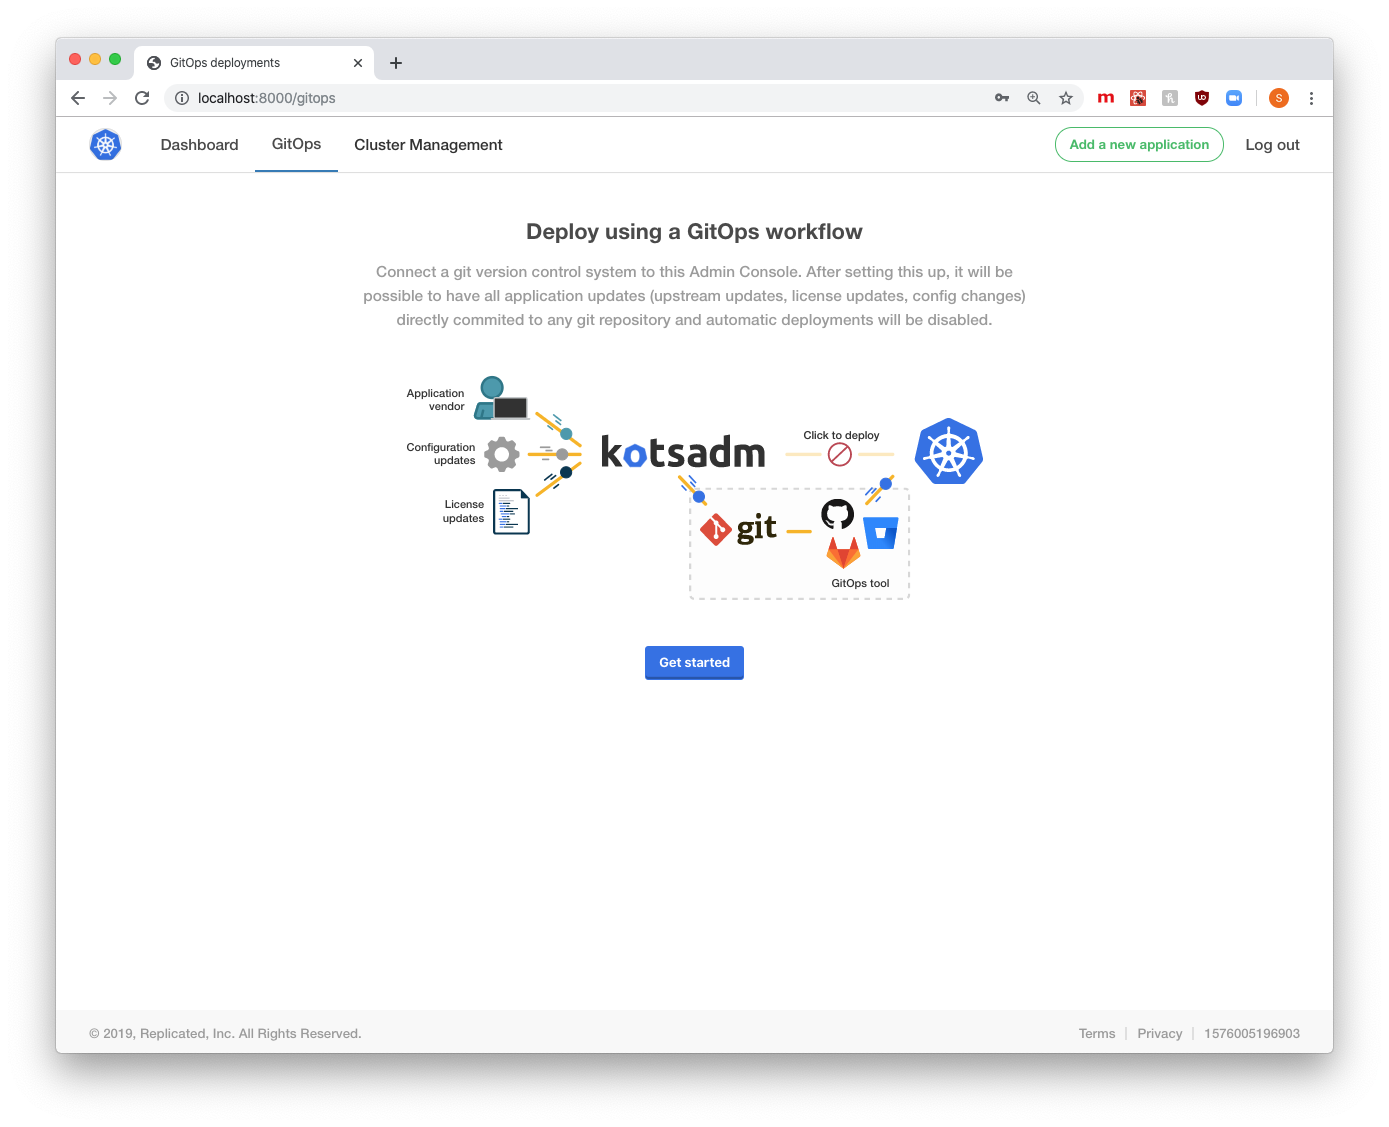 GitOps deployments
localhost:8000/gitops
m
UD
S
Dashboard
GitOps
Cluster Management
Add a new application
Log out
Deploy using a GitOps workflow
Connect a git version control system to this Admin Console. After setting this up, it will be
possible to have all application updates (upstream updates, license updates, config changes)
directly commited to any git repository and automatic deployments will be disabled.
Application
vendor
Configuration
updates
License
updates
kotsadm
Click to deploy
git
GitOps tool
Get started
© 2019, Replicated, Inc. All Rights Reserved.
Terms
Privacy
1576005196903